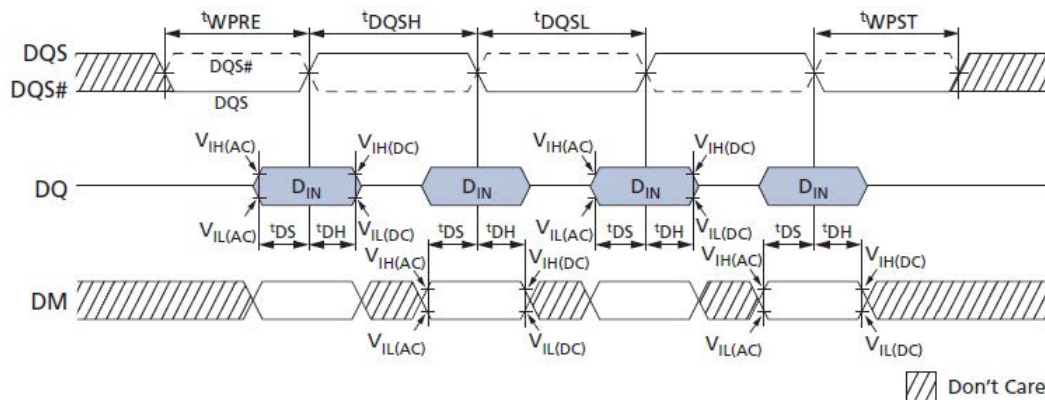 tWPRE tDQSH tDQSL tWPST
DQS
DQS#
DQS#
DQS
VIH(AC) VIH(DC) VIH(AC) VIH(DC)
DQ DIN DIN DIN DIN
VIL(AC) tDS tDH VIL(DC) tDS tDH VIL(AC) tDS tDH VIL(DC) tDS tDH
VIH(AC) VIH(DC) VIH(AC) VIH(DC)
DM
VIL(AC) VIL(DC) VIL(AC) VIL(DC)
Don't Care